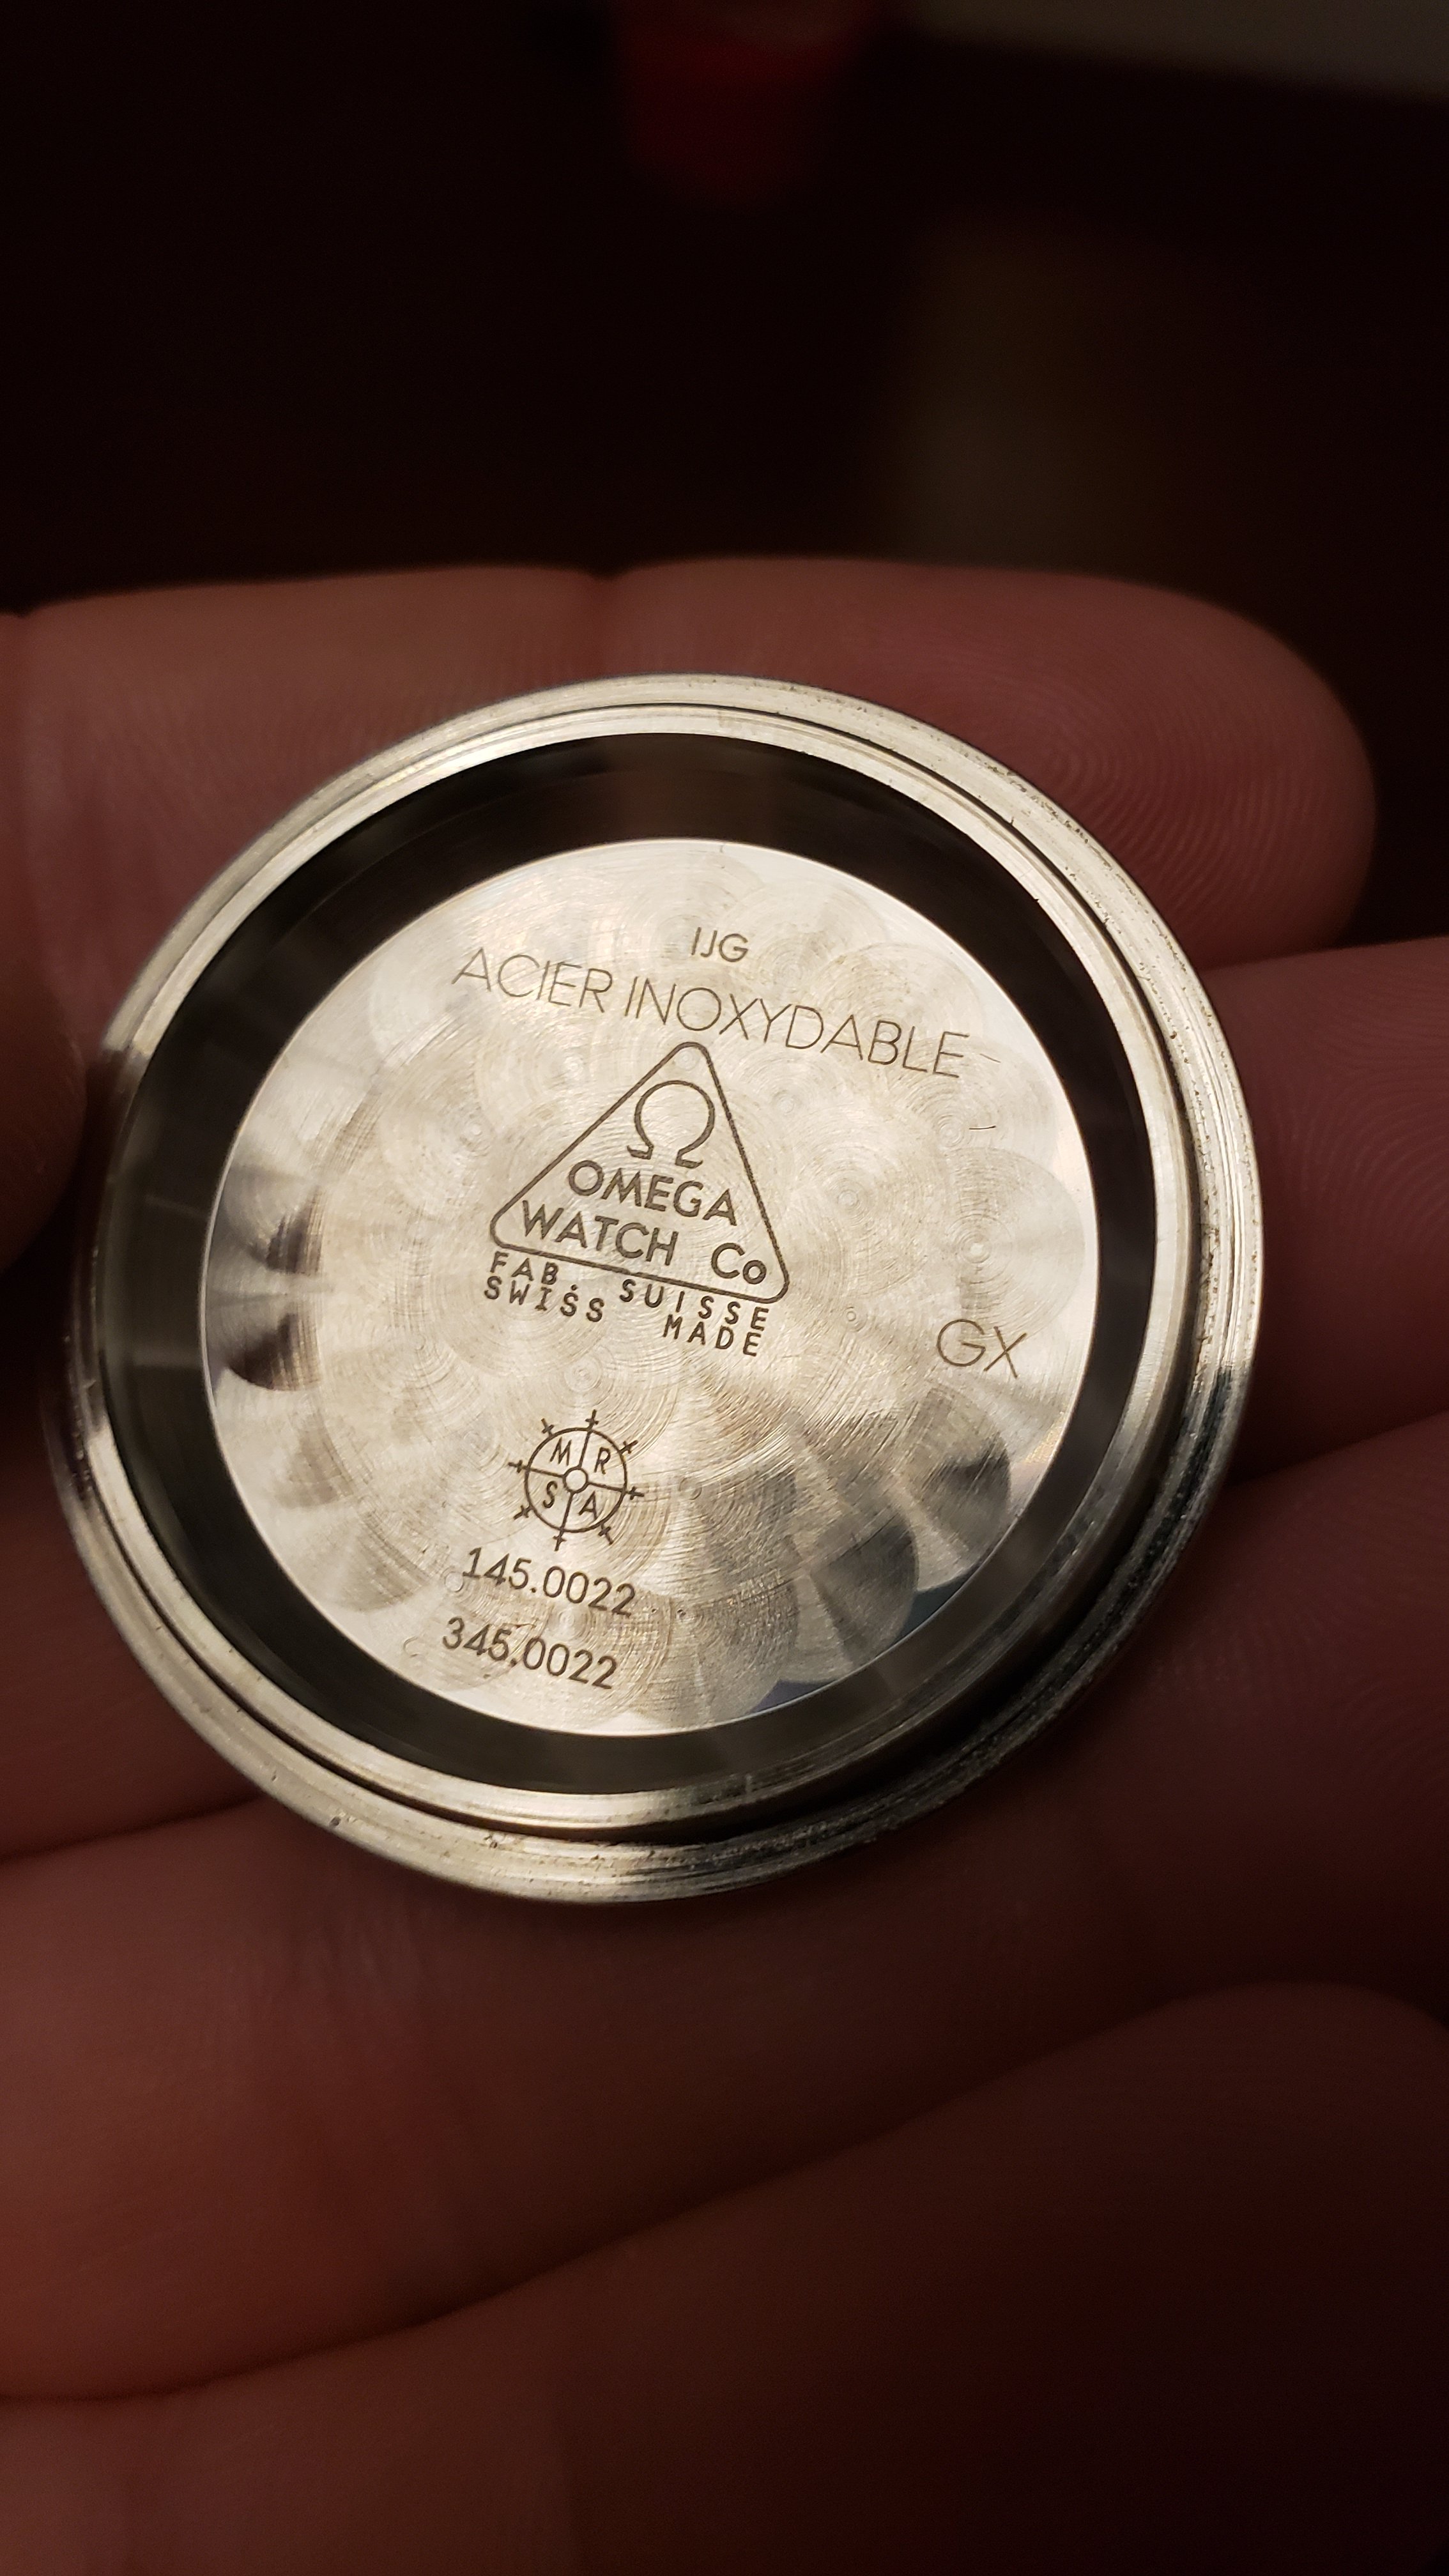 IJG
ACIER INOXYDABLE
Ω
OMEGA
WATCH Co
FAB. SUISSE
SWISS MADE
GX
M R
S A
145.0022
345.0022